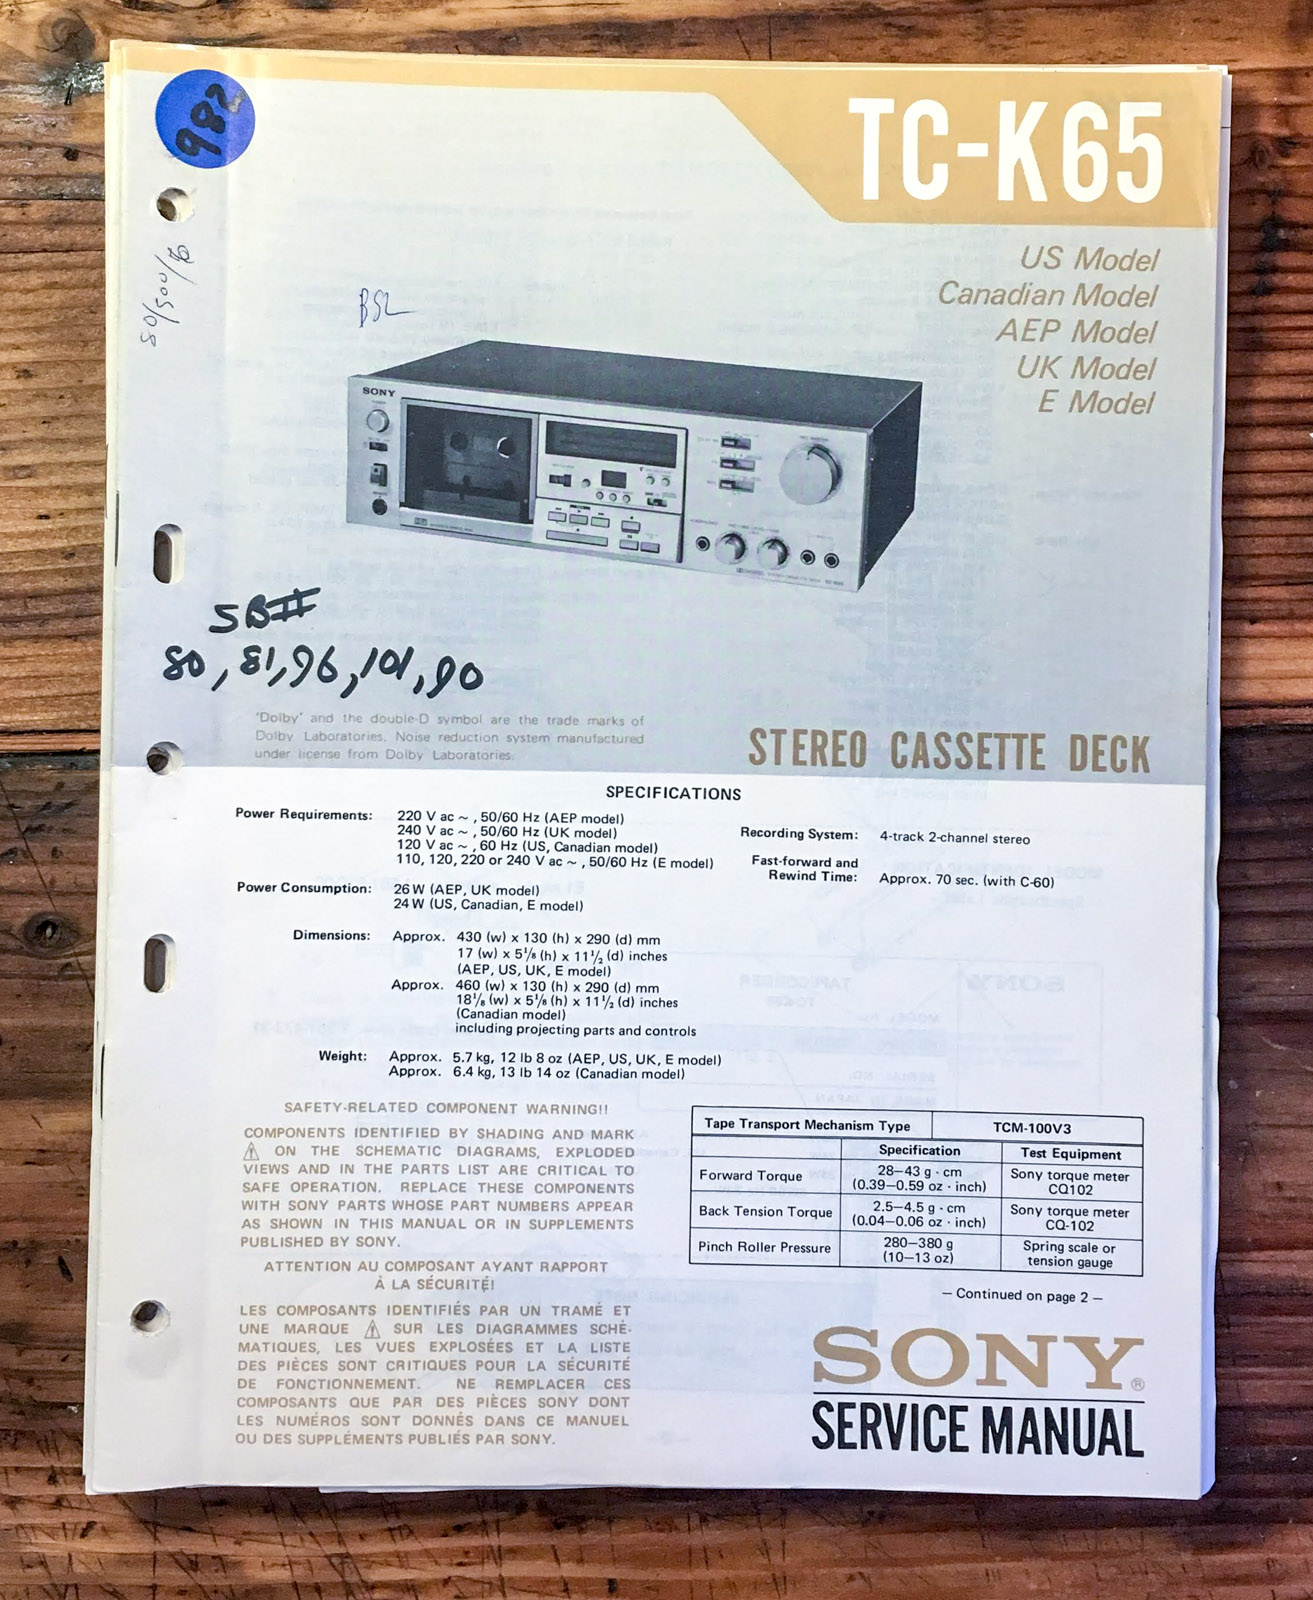 982
TC-K65
US Model
Canadian Model
AEP Model
UK Model
E Model
80/500/
BSL
SONY
SB#
80, 81, 96, 101, 90
"Dolby" and the double-D symbol are the trade marks of
Dolby Laboratories. Noise reduction system manufactured
under license from Dolby Laboratories.
STEREO CASSETTE DECK
SPECIFICATIONS
Power Requirements: 220 V ac ~, 50/60 Hz (AEP model)
240 V ac ~, 50/60 Hz (UK model)
120 V ac ~, 60 Hz (US, Canadian model)
110, 120, 220 or 240 V ac ~, 50/60 Hz (E model)
Power Consumption: 26 W (AEP, UK model)
24 W (US, Canadian, E model)
Dimensions: Approx. 430 (w) x 130 (h) x 290 (d) mm
17 (w) x 5⅛ (h) x 11½ (d) inches
(AEP, US, UK, E model)
Approx. 460 (w) x 130 (h) x 290 (d) mm
18⅛ (w) x 5⅛ (h) x 11½ (d) inches
(Canadian model)
including projecting parts and controls
Weight: Approx. 5.7 kg, 12 lb 8 oz (AEP, US, UK, E model)
Approx. 6.4 kg, 13 lb 14 oz (Canadian model)
Recording System: 4-track 2-channel stereo
Fast-forward and
Rewind Time: Approx. 70 sec. (with C-60)
SAFETY-RELATED COMPONENT WARNING!!
COMPONENTS IDENTIFIED BY SHADING AND MARK
⚠ ON THE SCHEMATIC DIAGRAMS, EXPLODED
VIEWS AND IN THE PARTS LIST ARE CRITICAL TO
SAFE OPERATION. REPLACE THESE COMPONENTS
WITH SONY PARTS WHOSE PART NUMBERS APPEAR
AS SHOWN IN THIS MANUAL OR IN SUPPLEMENTS
PUBLISHED BY SONY.
ATTENTION AU COMPOSANT AYANT RAPPORT
À LA SÉCURITÉ!
LES COMPOSANTS IDENTIFIÉS PAR UN TRAMÉ ET
UNE MARQUE ⚠ SUR LES DIAGRAMMES SCHÉ-
MATIQUES, LES VUES EXPLOSÉES ET LA LISTE
DES PIÈCES SONT CRITIQUES POUR LA SÉCURITÉ
DE FONCTIONNEMENT. NE REMPLACER CES
COMPOSANTS QUE PAR DES PIÈCES SONY DONT
LES NUMÉROS SONT DONNÉS DANS CE MANUEL
OU DES SUPPLÉMENTS PUBLIÉS PAR SONY.
Tape Transport Mechanism Type TCM-100V3
Specification Test Equipment
Forward Torque 28–43 g · cm (0.39–0.59 oz · inch) Sony torque meter CQ102
Back Tension Torque 2.5–4.5 g · cm (0.04–0.06 oz · inch) Sony torque meter CQ-102
Pinch Roller Pressure 280–380 g (10–13 oz) Spring scale or tension gauge
– Continued on page 2 –
SONY®
SERVICE MANUAL